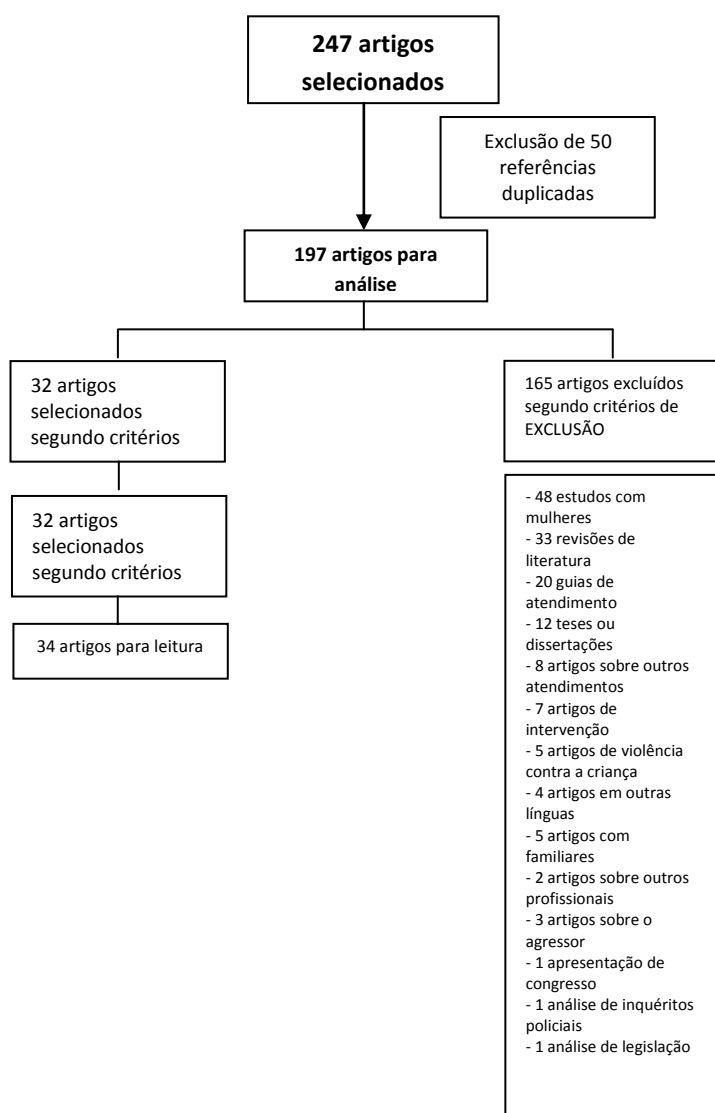 247 artigos
selecionados
Exclusão de 50
referências
duplicadas
197 artigos para
análise
32 artigos
selecionados
segundo critérios
165 artigos excluídos
segundo critérios de
EXCLUSÃO
32 artigos
selecionados
segundo critérios
34 artigos para leitura
- 48 estudos com
mulheres
- 33 revisões de
literatura
- 20 guias de
atendimento
- 12 teses ou
dissertações
- 8 artigos sobre outros
atendimentos
- 7 artigos de
intervenção
- 5 artigos de violência
contra a criança
- 4 artigos em outras
línguas
- 5 artigos com
familiares
- 2 artigos sobre outros
profissionais
- 3 artigos sobre o
agressor
- 1 apresentação de
congresso
- 1 análise de inquéritos
policiais
- 1 análise de legislação